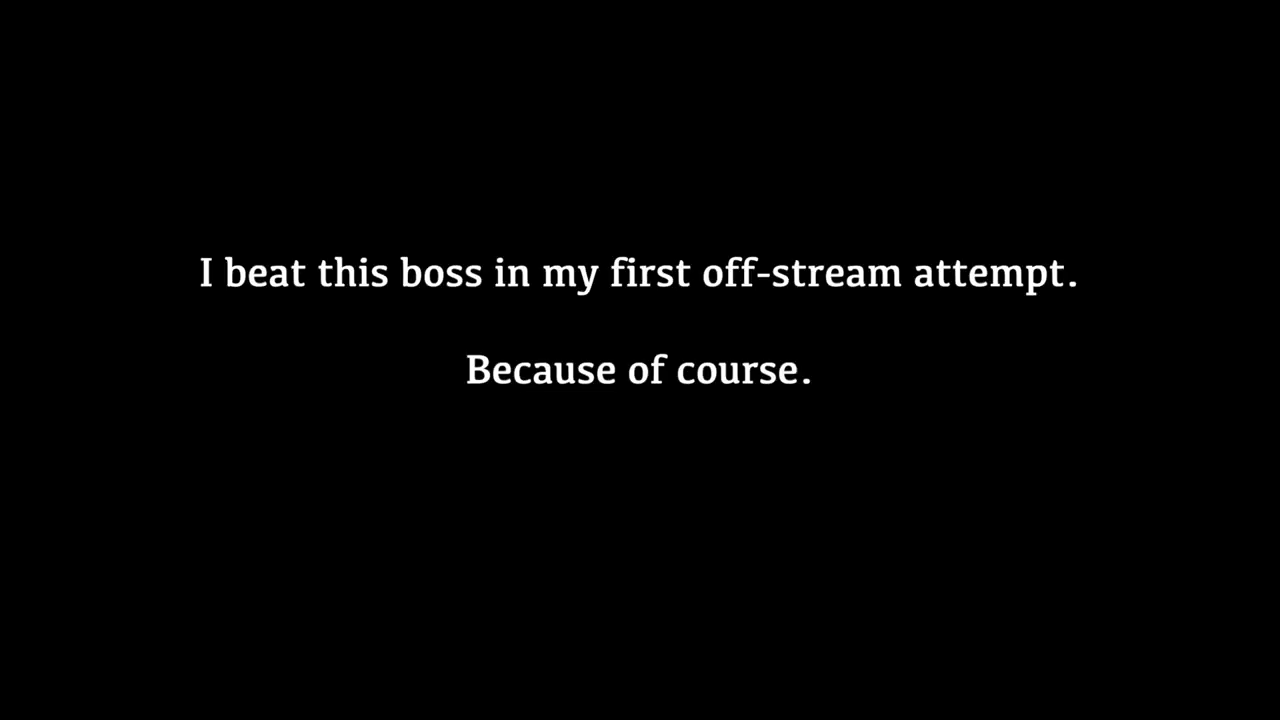 I beat this boss in my first off-stream attempt.
Because of course.